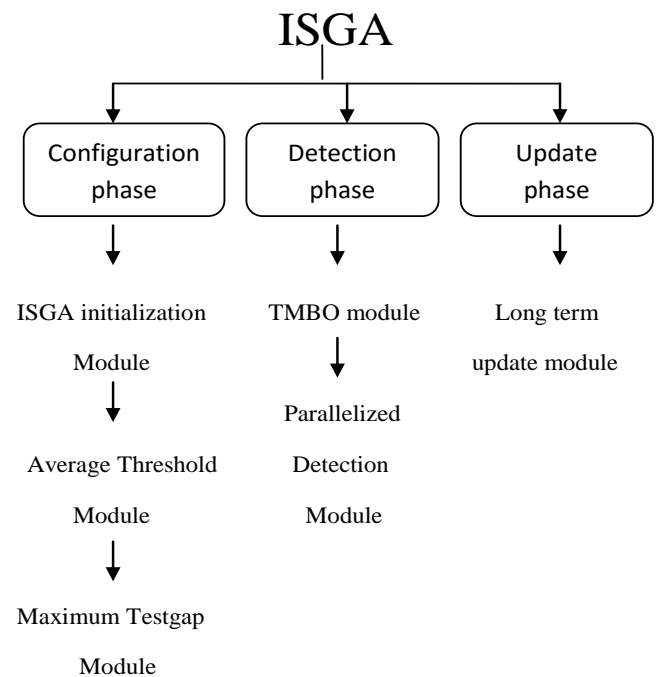 ISGA
Configuration
phase
Detection
phase
Update
phase
ISGA initialization
Module
Average Threshold
Module
Maximum Testgap
Module
TMBO module
Parallelized
Detection
Module
Long term
update module